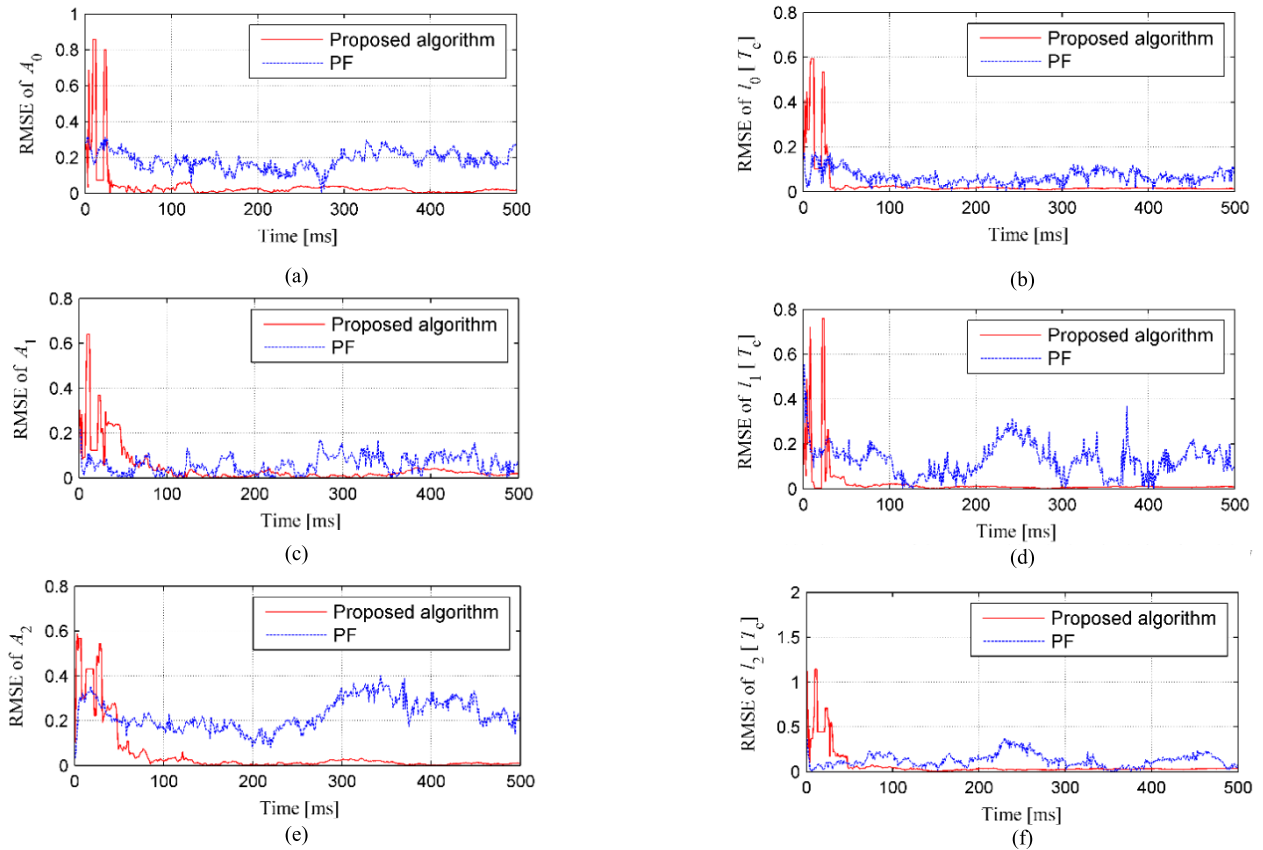 RMSE of A0
1
0.8
0.6
0.4
0.2
0
Proposed algorithm
PF
0 100 200 300 400 500
Time [ms]
(a)
RMSE of l0 [ Tc]
0.8
0.6
0.4
0.2
0
Proposed algorithm
PF
0 100 200 300 400 500
Time [ms]
(b)
RMSE of A1
0.8
0.6
0.4
0.2
0
Proposed algorithm
PF
0 100 200 300 400 500
Time [ms]
(c)
RMSE of l1 [ Tc]
0.8
0.6
0.4
0.2
0
Proposed algorithm
PF
0 100 200 300 400 500
Time [ms]
(d)
RMSE of A2
0.8
0.6
0.4
0.2
0
Proposed algorithm
PF
0 100 200 300 400 500
Time [ms]
(e)
RMSE of l2 [ Tc]
2
1.5
1
0.5
0
Proposed algorithm
PF
0 100 200 300 400 500
Time [ms]
(f)